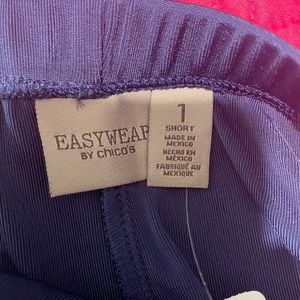 EASYWEAR
BY CHICO'S
1
SHORT
MADE IN
MEXICO
HECHO EN
MÉXICO
FABRIQUÉ AU
MEXIQUE